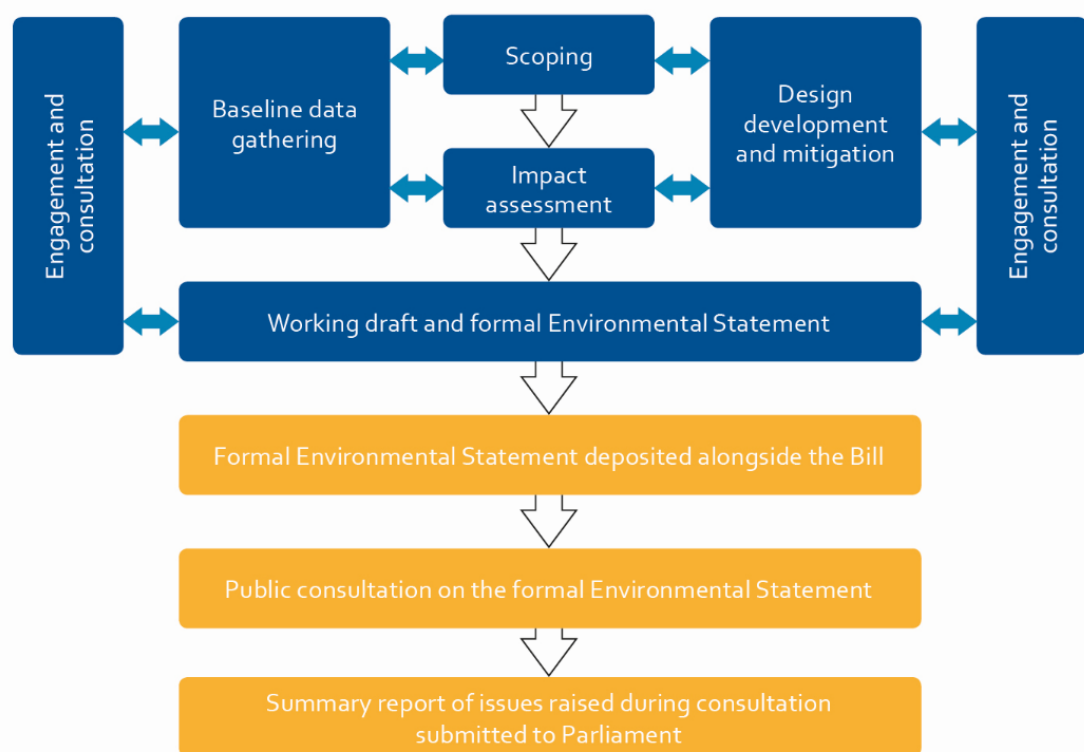 Engagement and
consultation
Baseline data
gathering
Scoping
Impact
assessment
Design
development
and mitigation
Engagement and
consultation
Working draft and formal Environmental Statement
Formal Environmental Statement deposited alongside the Bill
Public consultation on the formal Environmental Statement
Summary report of issues raised during consultation
submitted to Parliament